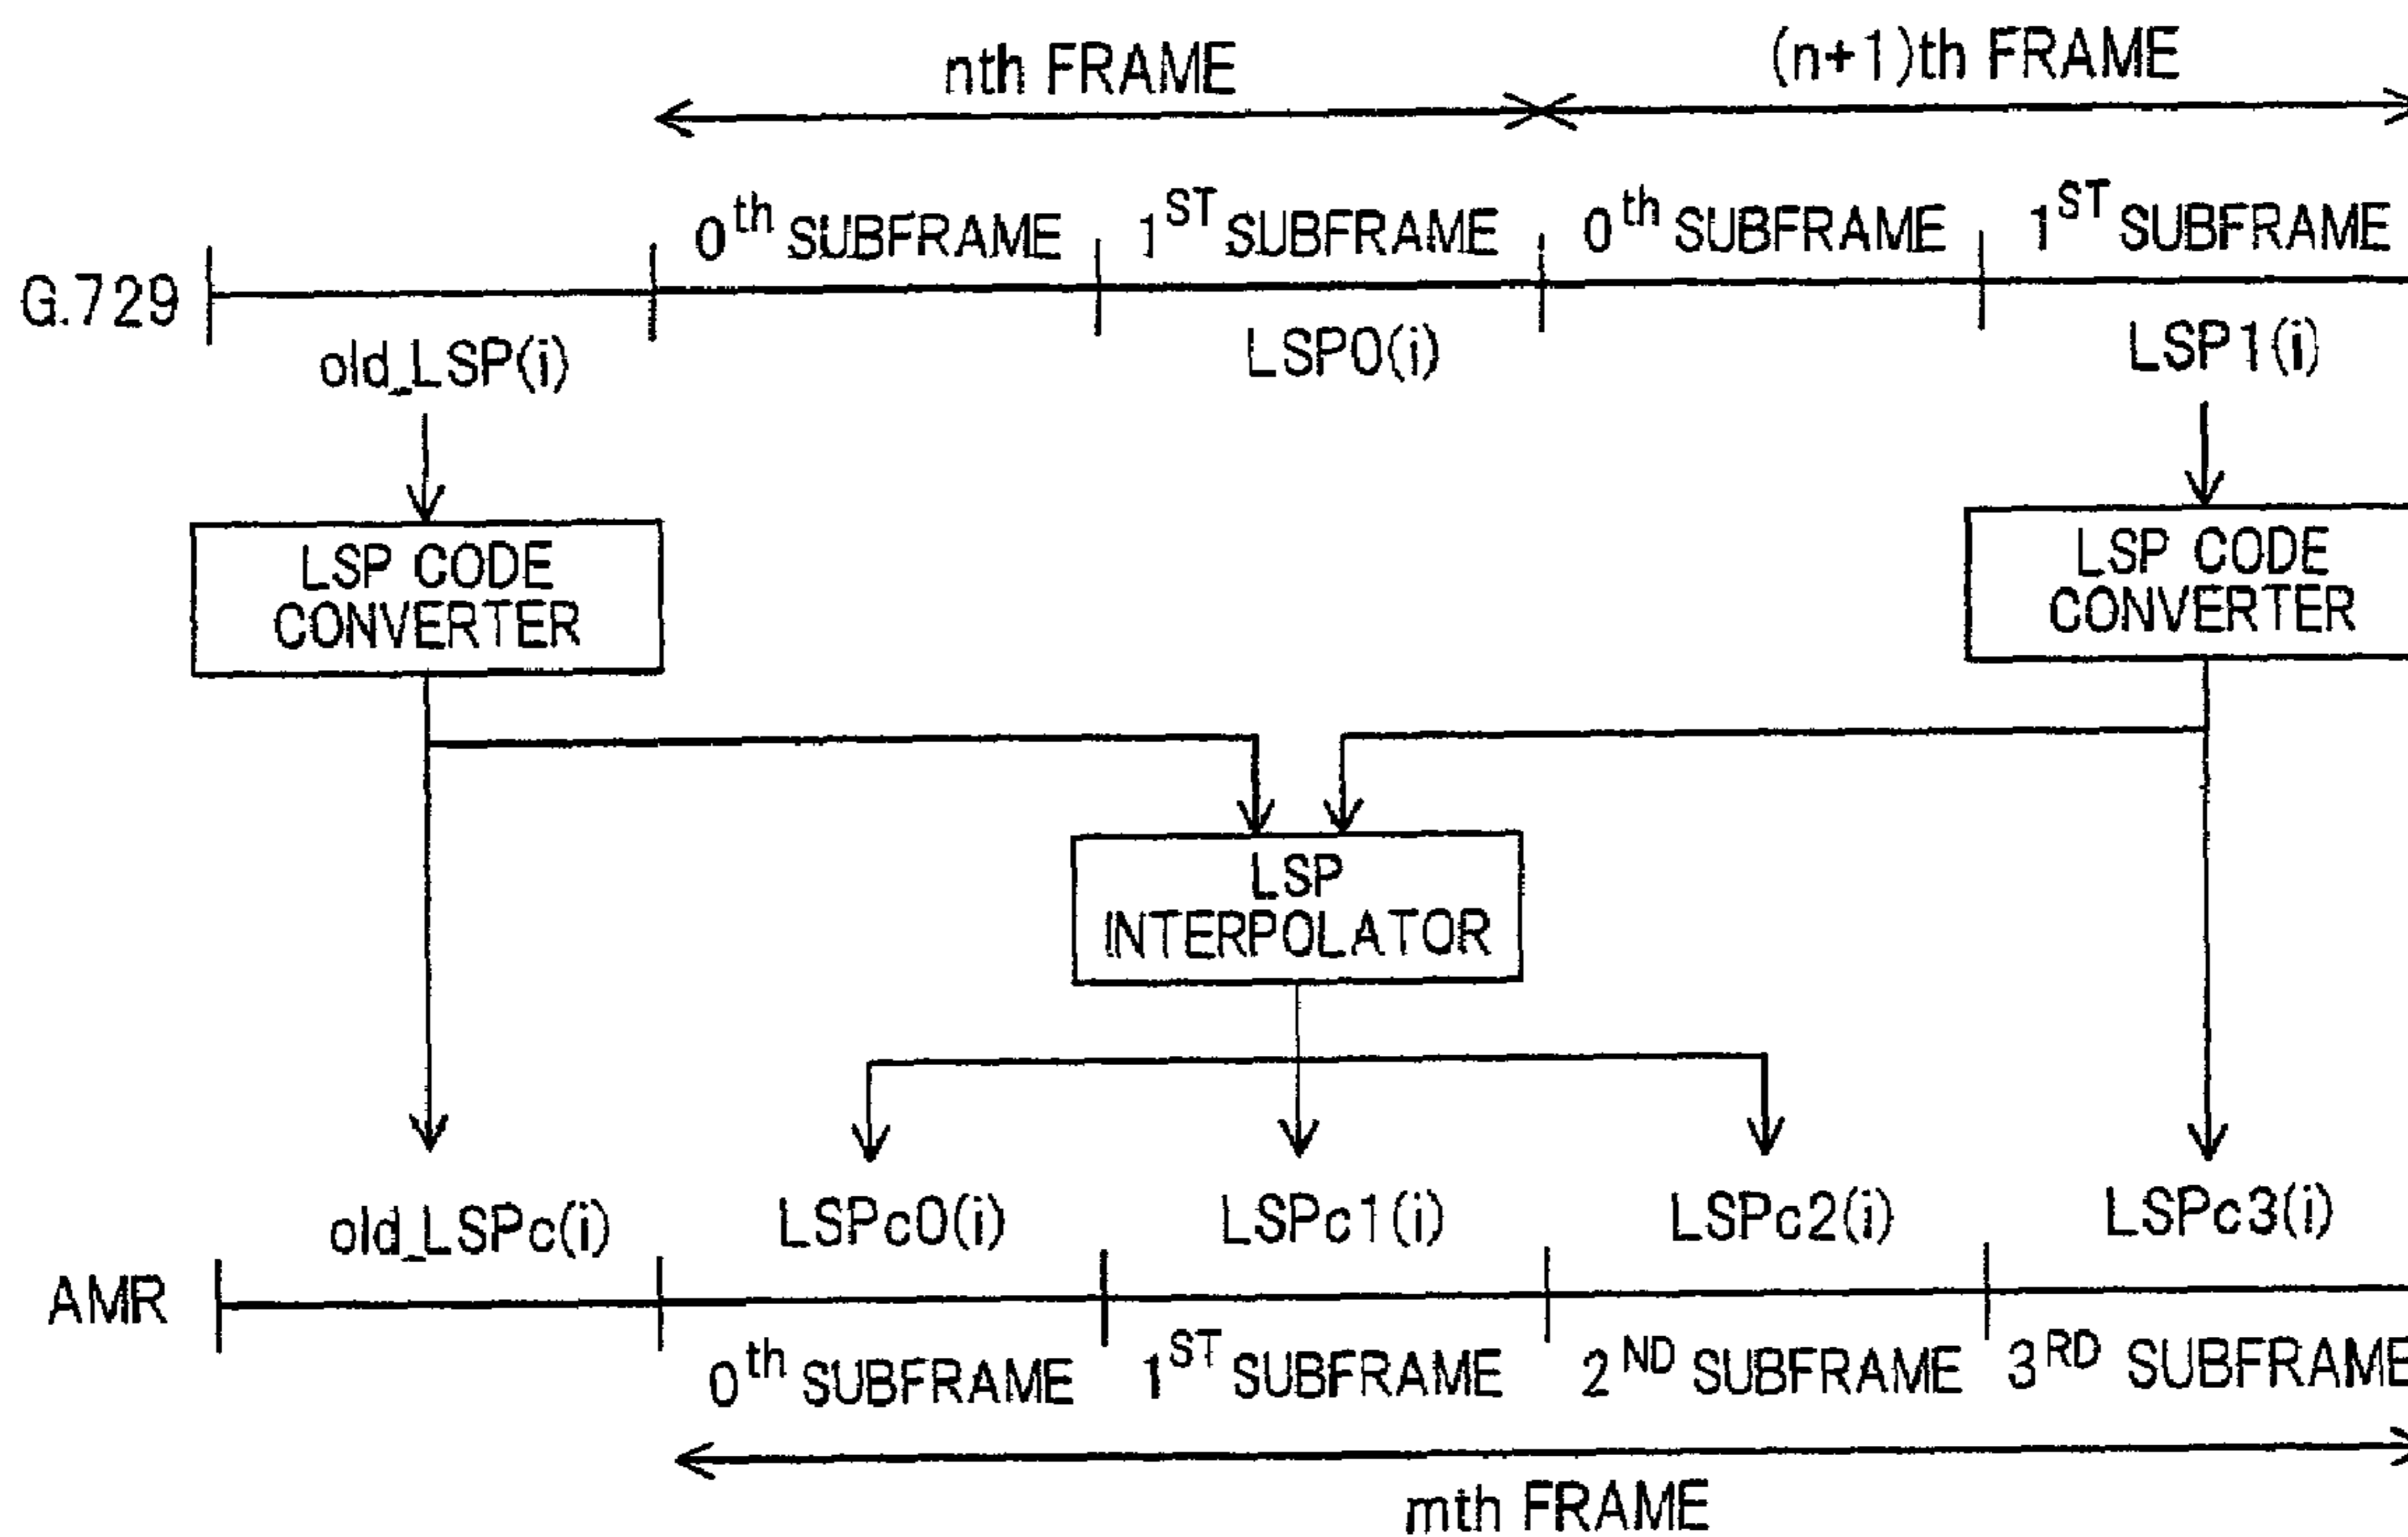 nth FRAME (n+1)th FRAME
0th SUBFRAME 1ST SUBFRAME 0th SUBFRAME 1ST SUBFRAME
G.729
old_LSP(i) LSP0(i) LSP1(i)
LSP CODE
CONVERTER
LSP CODE
CONVERTER
LSP
INTERPOLATOR
old_LSPc(i) LSPc0(i) LSPc1(i) LSPc2(i) LSPc3(i)
AMR
0th SUBFRAME 1ST SUBFRAME 2ND SUBFRAME 3RD SUBFRAME
mth FRAME